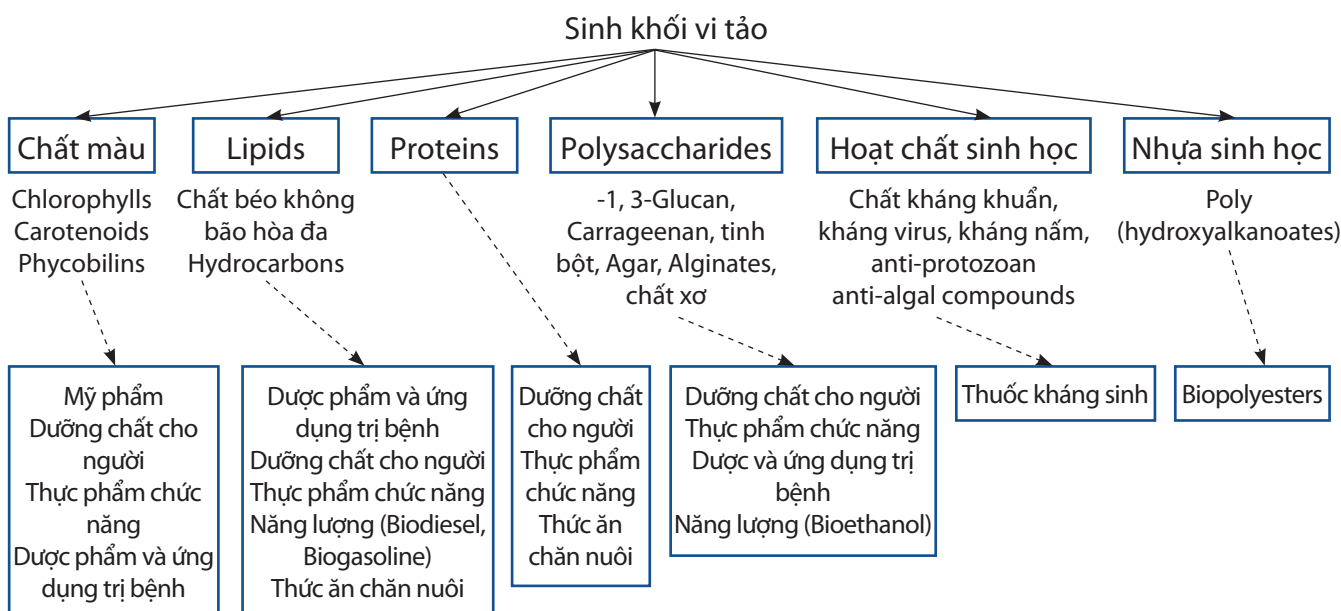 Sinh khối vi tảo
Chất màu
Lipids
Proteins
Polysaccharides
Hoạt chất sinh học
Nhựa sinh học
Chlorophylls
Carotenoids
Phycobilins
Chất béo không
bão hòa đa
Hydrocarbons
-1, 3-Glucan,
Carrageenan, tinh
bột, Agar, Alginates,
chất xơ
Chất kháng khuẩn,
kháng virus, kháng nấm,
anti-protozoan
anti-algal compounds
Poly
(hydroxyalkanoates)
Mỹ phẩm
Dưỡng chất cho
người
Thực phẩm chức
năng
Dược phẩm và ứng
dụng trị bệnh
Dược phẩm và ứng
dụng trị bệnh
Dưỡng chất cho người
Thực phẩm chức năng
Năng lượng (Biodiesel,
Biogasoline)
Thức ăn chăn nuôi
Dưỡng chất
cho người
Thực phẩm
chức năng
Thức ăn
chăn nuôi
Dưỡng chất cho người
Thực phẩm chức năng
Dược và ứng dụng trị
bệnh
Năng lượng (Bioethanol)
Thuốc kháng sinh
Biopolyesters